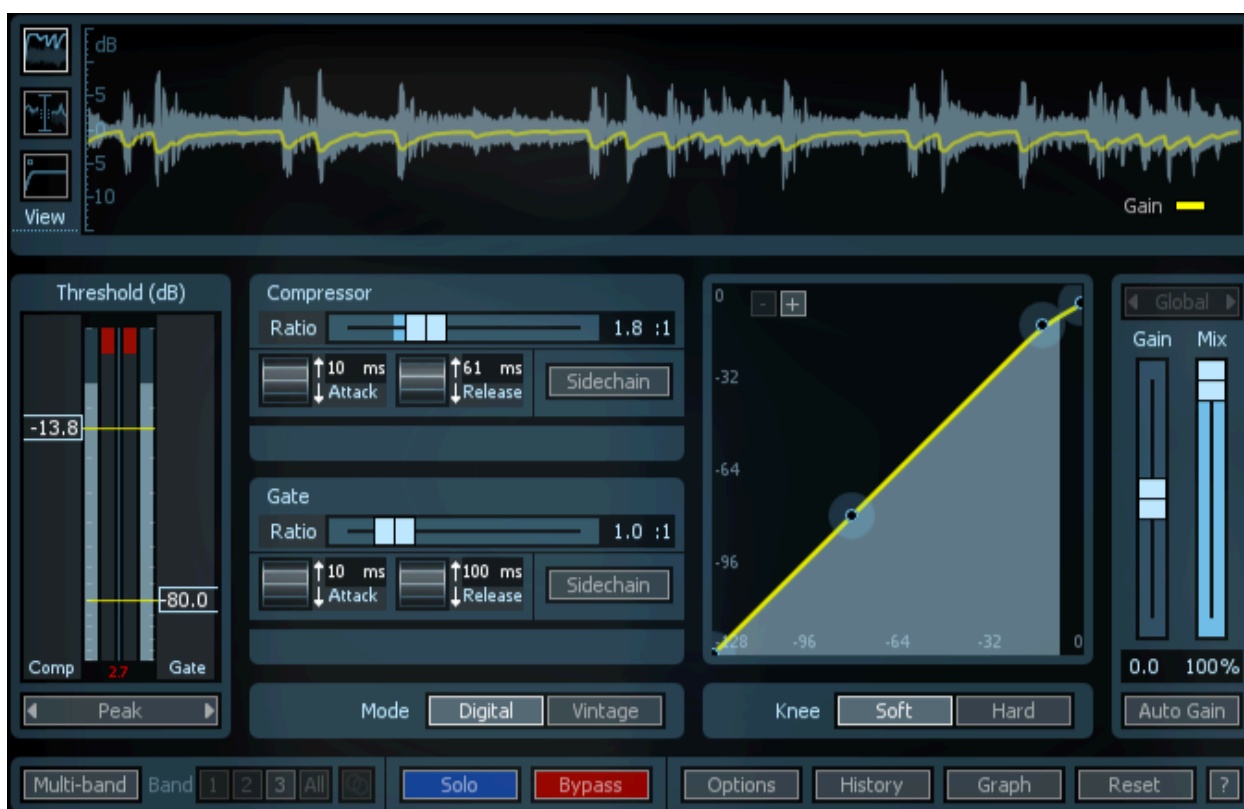 dB
-5
0
-5
-10
View
Gain
Threshold (dB)
-13.8
-80.0
Comp 2.7 Gate
Peak
Compressor
Ratio 1.8 :1
10 ms Attack 61 ms Release Sidechain
Gate
Ratio 1.0 :1
10 ms Attack 100 ms Release Sidechain
Mode Digital Vintage
0 - +
-32
-64
-96
-128 -96 -64 -32 0
Knee Soft Hard
Global
Gain Mix
0.0 100%
Auto Gain
Multi-band Band 1 2 3 All Solo Bypass Options History Graph Reset ?